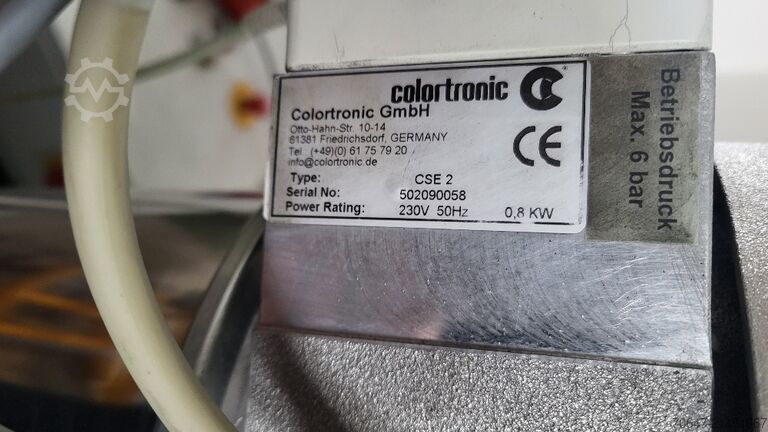 colortronic
Colortronic GmbH
Otto-Hahn-Str. 10-14
61381 Friedrichsdorf, GERMANY
Tel. (+49)(0) 61 75 79 20
info@colortronic.de
Type: CSE 2
Serial No: 502090058
Power Rating: 230V 50Hz 0,8 KW
CE
Betriebsdruck
Max. 6 bar